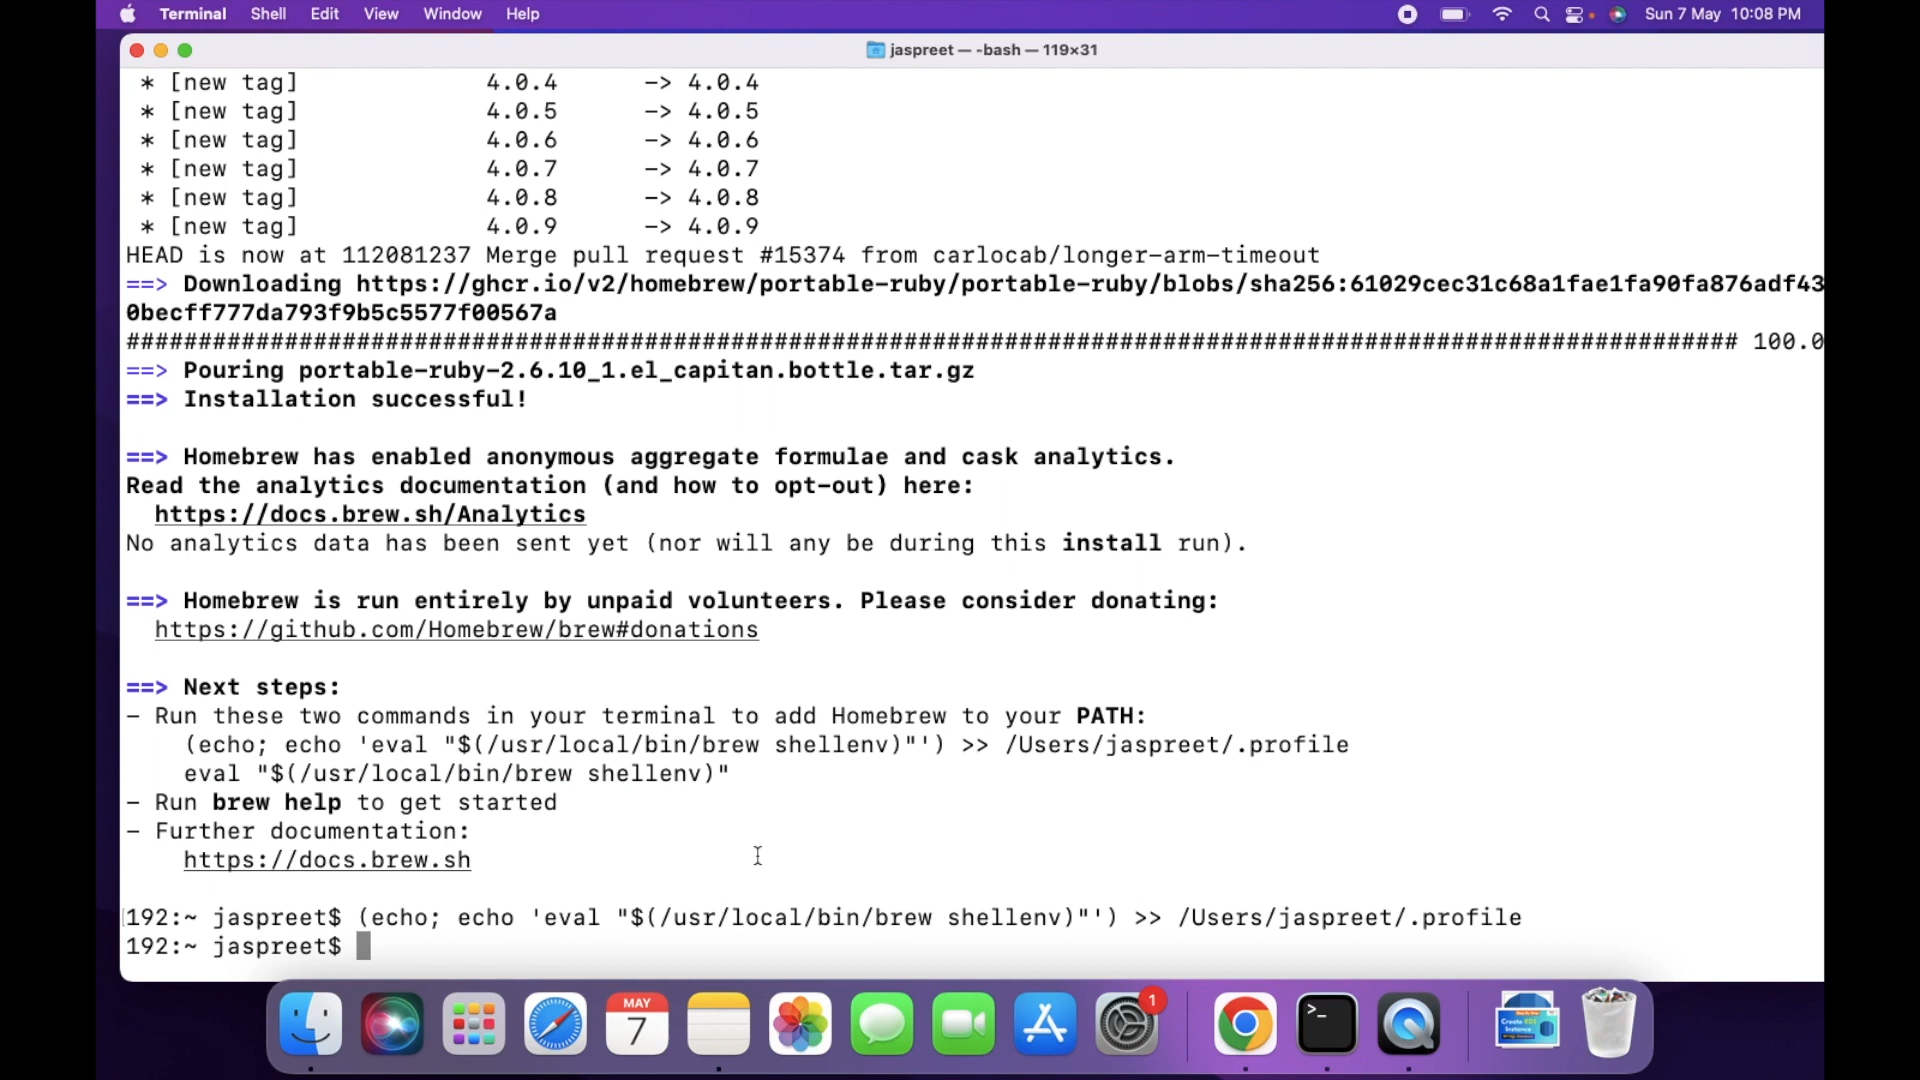 Terminal Shell Edit View Window Help Sun 7 May 10:08 PM
jaspreet — -bash — 119×31
* [new tag] 4.0.4 -> 4.0.4
* [new tag] 4.0.5 -> 4.0.5
* [new tag] 4.0.6 -> 4.0.6
* [new tag] 4.0.7 -> 4.0.7
* [new tag] 4.0.8 -> 4.0.8
* [new tag] 4.0.9 -> 4.0.9
HEAD is now at 112081237 Merge pull request #15374 from carlocab/longer-arm-timeout
==> Downloading https://ghcr.io/v2/homebrew/portable-ruby/portable-ruby/blobs/sha256:61029cec31c68a1fae1fa90fa876adf43
0becff777da793f9b5c5577f00567a
################################################################################################################ 100.0
==> Pouring portable-ruby-2.6.10_1.el_capitan.bottle.tar.gz
==> Installation successful!
==> Homebrew has enabled anonymous aggregate formulae and cask analytics.
Read the analytics documentation (and how to opt-out) here:
https://docs.brew.sh/Analytics
No analytics data has been sent yet (nor will any be during this install run).
==> Homebrew is run entirely by unpaid volunteers. Please consider donating:
https://github.com/Homebrew/brew#donations
==> Next steps:
- Run these two commands in your terminal to add Homebrew to your PATH:
(echo; echo 'eval "$(/usr/local/bin/brew shellenv)"') >> /Users/jaspreet/.profile
eval "$(/usr/local/bin/brew shellenv)"
- Run brew help to get started
- Further documentation:
https://docs.brew.sh
192:~ jaspreet$ (echo; echo 'eval "$(/usr/local/bin/brew shellenv)"') >> /Users/jaspreet/.profile
192:~ jaspreet$
MAY
7
1
>_
Create RDS
Instance